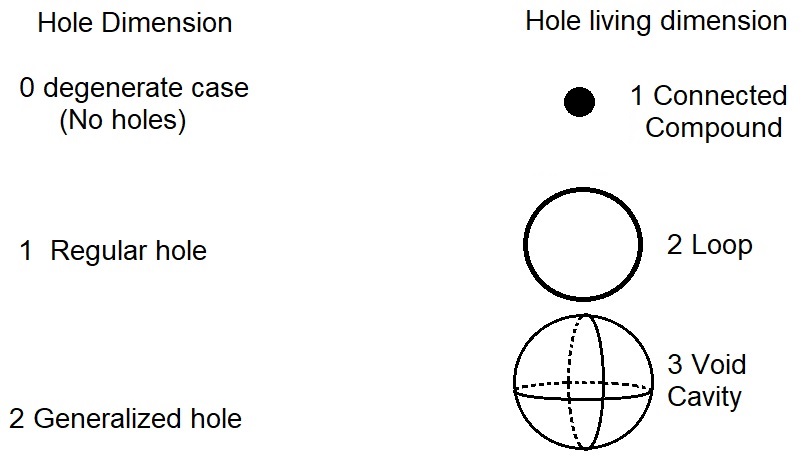 Hole Dimension
Hole living dimension
0 degenerate case
(No holes)
1 Connected
Compound
1 Regular hole
2 Loop
3 Void
Cavity
2 Generalized hole